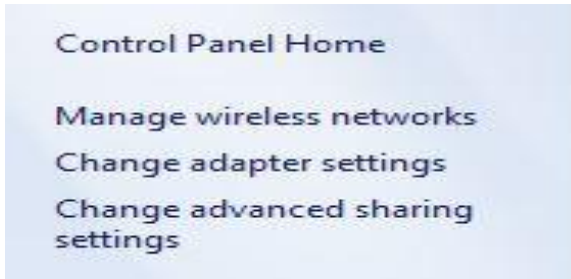 Control Panel Home
Manage wireless networks
Change adapter settings
Change advanced sharing
settings